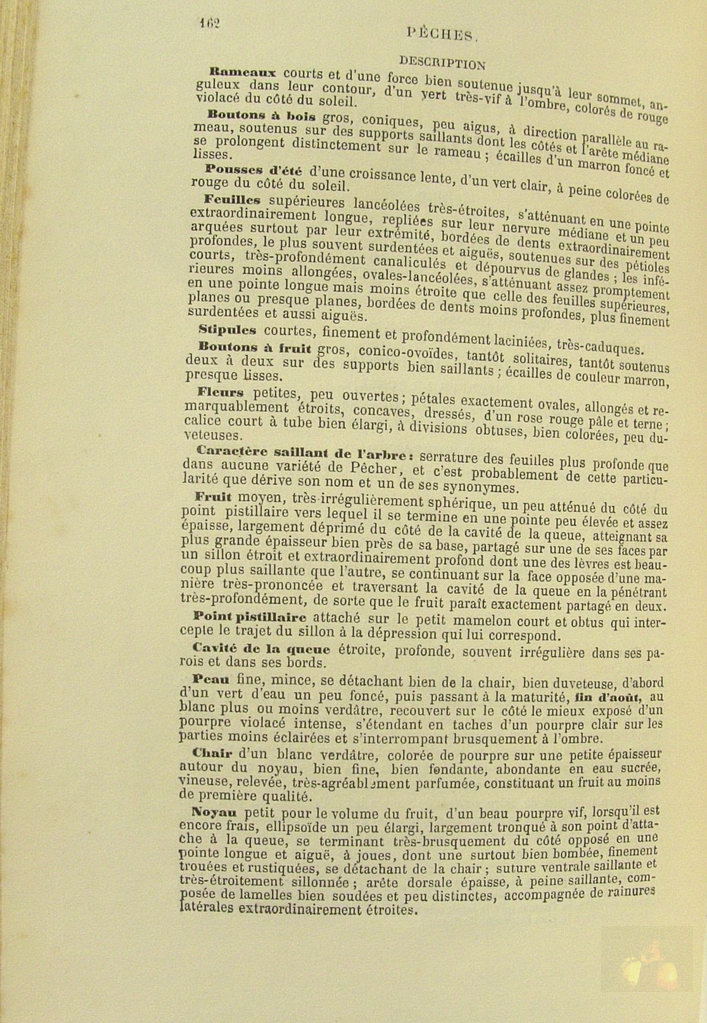 162
PÊCHES.
DESCRIPTION
Rameaux courts et d'une force bien soutenue jusqu'à leur sommet, an-
guleux dans leur contour, d'un vert très-vif à l'ombre, colorés de rouge
violacé du côté du soleil.
Boutons à bois gros, coniques, peu aigus, à direction parallèle au ra-
meau, soutenus sur des supports saillants dont les côtés et l'arête médiane
se prolongent distinctement sur le rameau ; écailles d'un marron foncé et
lisses.
Pousses d'été d'une croissance lente, d'un vert clair, à peine colorées de
rouge du côté du soleil.
Feuilles supérieures lancéolées très-étroites, s'atténuant en une pointe
extraordinairement longue, repliées sur leur nervure médiane et un peu
arquées surtout par leur extrémité, bordées de dents extraordinairement
profondes, le plus souvent surdentées et aiguës, soutenues sur des pétioles
courts, très-profondément canaliculés et dépourvus de glandes ; les infé-
rieures moins allongées, ovales-lancéolées, s'atténuant assez promptement
en une pointe longue mais moins étroite que celle des feuilles supérieures,
planes ou presque planes, bordées de dents moins profondes, plus finement
surdentées et aussi aiguës.
Stipules courtes, finement et profondément laciniées, très-caduques.
Boutons à fruit gros, conico-ovoïdes, tantôt solitaires, tantôt soutenus
deux à deux sur des supports bien saillants ; écailles de couleur marron,
presque lisses.
Fleurs petites, peu ouvertes ; pétales exactement ovales, allongés et re-
marquablement étroits, concaves, dressés, d'un rose rouge pâle et terne ;
calice court à tube bien élargi, à divisions obtuses, bien colorées, peu du-
veteuses.
Caractère saillant de l'arbre : serrature des feuilles plus profonde que
dans aucune variété de Pêcher, et c'est probablement de cette particu-
larité que dérive son nom et un de ses synonymes.
Fruit moyen, très-irrégulièrement sphérique, un peu atténué du côté du
point pistillaire vers lequel il se termine en une pointe peu élevée et assez
épaisse, largement déprimé du côté de la cavité de la queue, atteignant sa
plus grande épaisseur bien près de sa base, partagé sur une de ses faces par
un sillon étroit et extraordinairement profond dont une des lèvres est beau-
coup plus saillante que l'autre, se continuant sur la face opposée d'une ma-
nière très-prononcée et traversant la cavité de la queue en la pénétrant
très-profondément, de sorte que le fruit paraît exactement partagé en deux.
Point pistillaire attaché sur le petit mamelon court et obtus qui inter-
cepte le trajet du sillon à la dépression qui lui correspond.
Cavité de la queue étroite, profonde, souvent irrégulière dans ses pa-
rois et dans ses bords.
Peau fine, mince, se détachant bien de la chair, bien duveteuse, d'abord
d'un vert d'eau un peu foncé, puis passant à la maturité, fin d'août, au
blanc plus ou moins verdâtre, recouvert sur le côté le mieux exposé d'un
pourpre violacé intense, s'étendant en taches d'un pourpre clair sur les
parties moins éclairées et s'interrompant brusquement à l'ombre.
Chair d'un blanc verdâtre, colorée de pourpre sur une petite épaisseur
autour du noyau, bien fine, bien fondante, abondante en eau sucrée,
vineuse, relevée, très-agréablement parfumée, constituant un fruit au moins
de première qualité.
Noyau petit pour le volume du fruit, d'un beau pourpre vif, lorsqu'il est
encore frais, ellipsoïde un peu élargi, largement tronqué à son point d'atta-
che à la queue, se terminant très-brusquement du côté opposé en une
pointe longue et aiguë, à joues, dont une surtout bien bombée, finement
trouées et rustiquées, se détachant de la chair ; suture ventrale saillante et
très-étroitement sillonnée ; arête dorsale épaisse, à peine saillante, com-
posée de lamelles bien soudées et peu distinctes, accompagnée de rainures
latérales extraordinairement étroites.